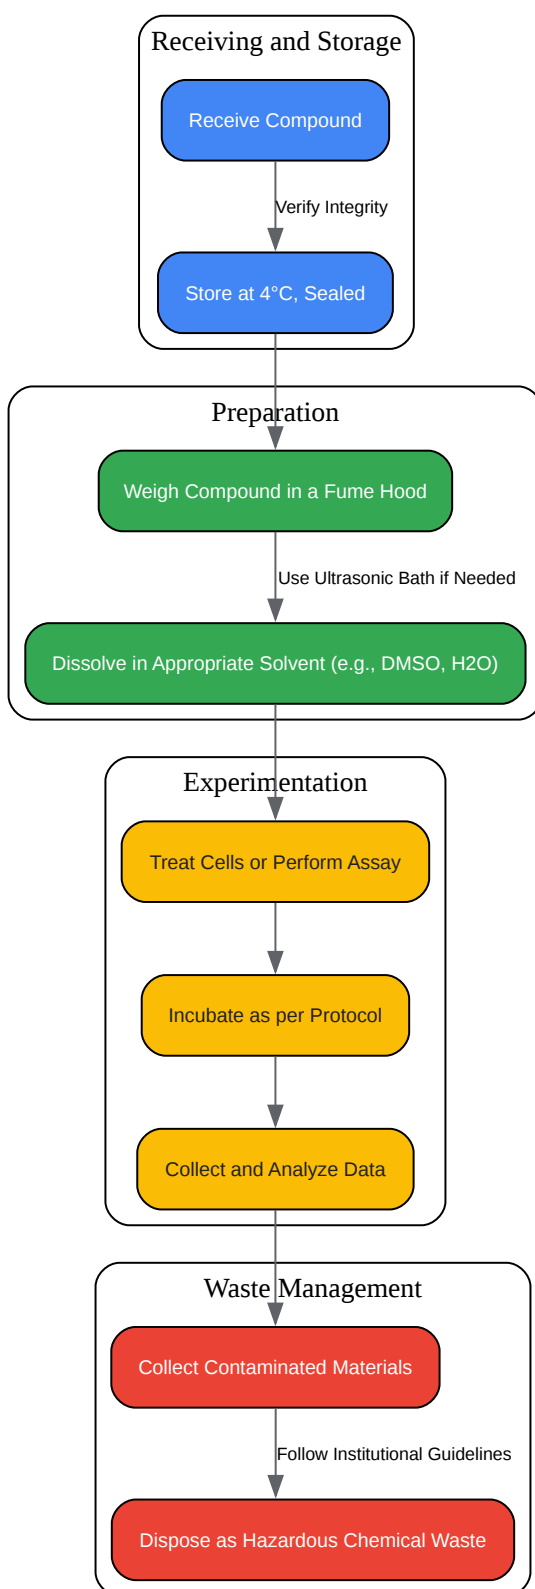 Receiving and Storage
Receive Compound
Verify Integrity
Store at 4°C, Sealed
Preparation
Weigh Compound in a Fume Hood
Use Ultrasonic Bath if Needed
Dissolve in Appropriate Solvent (e.g., DMSO, H2O)
Experimentation
Treat Cells or Perform Assay
Incubate as per Protocol
Collect and Analyze Data
Waste Management
Collect Contaminated Materials
Follow Institutional Guidelines
Dispose as Hazardous Chemical Waste